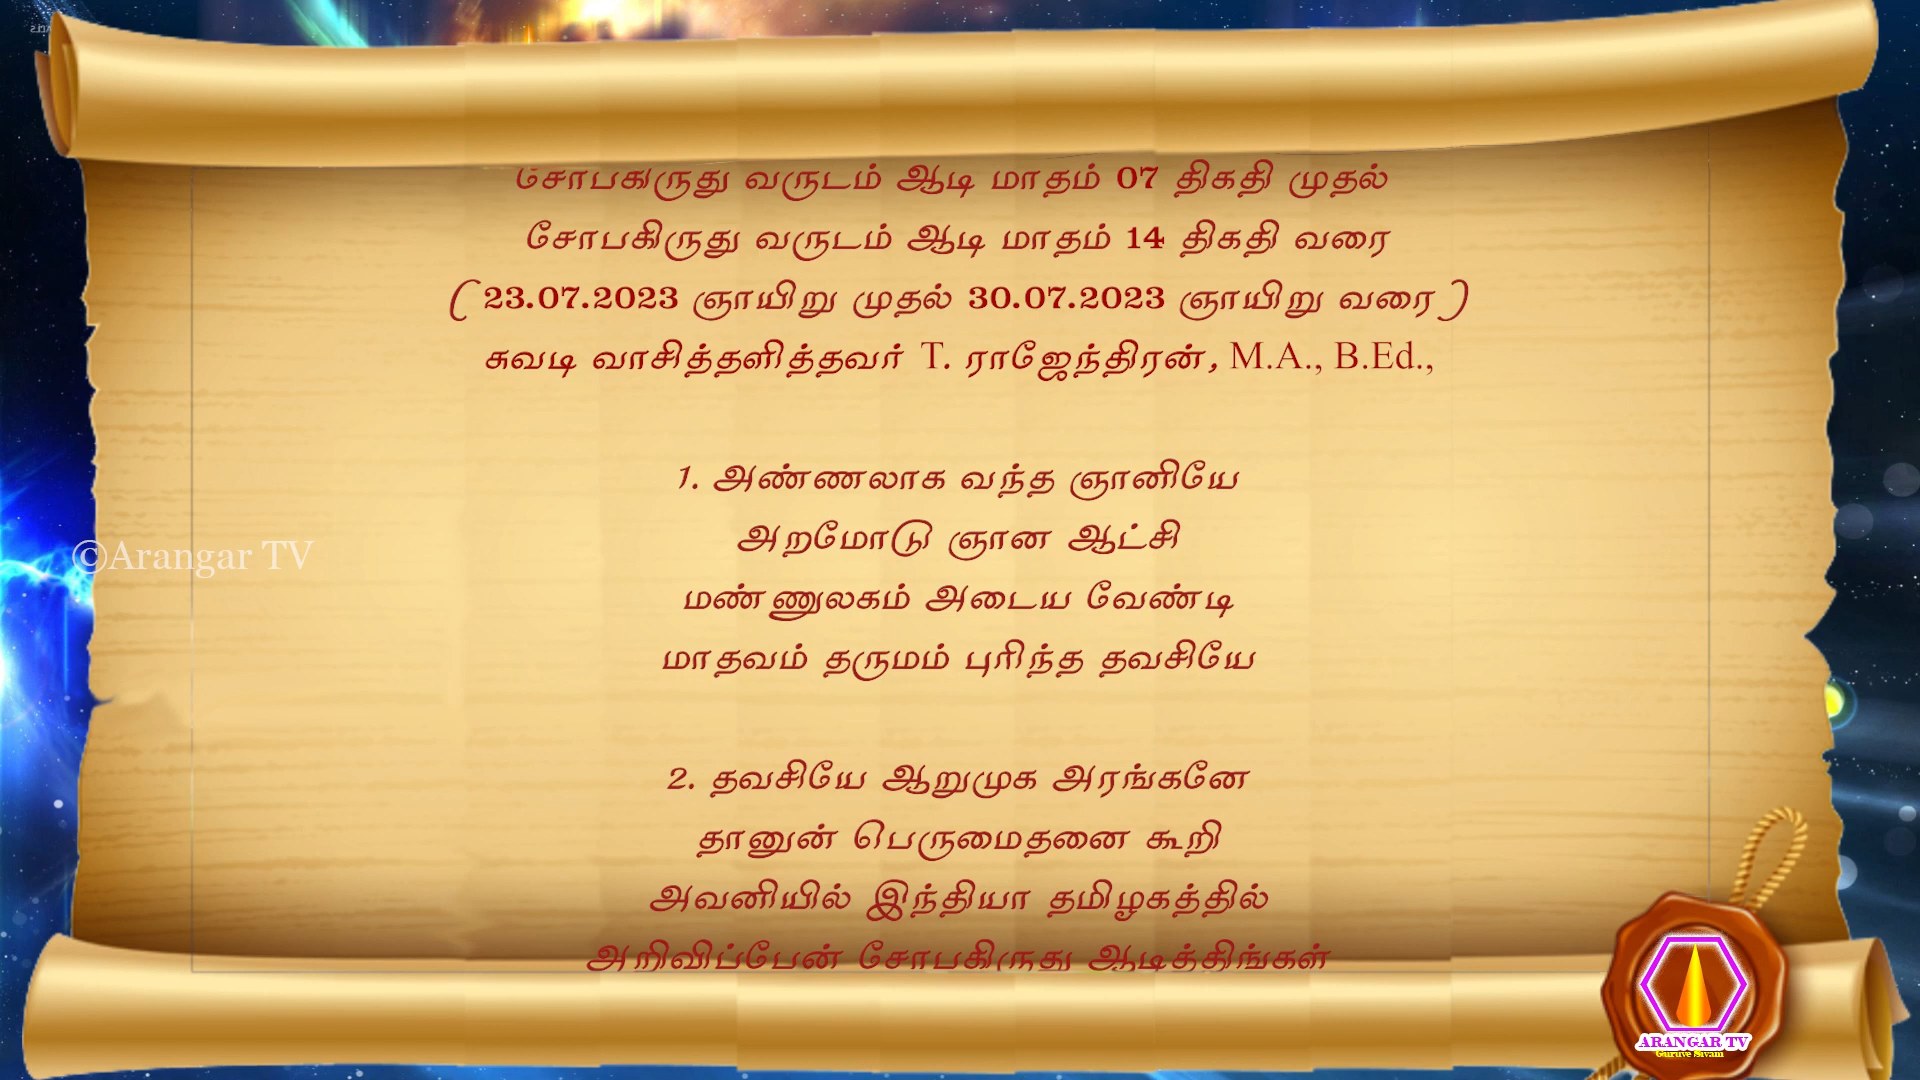 சோபகிருது வருடம் ஆடி மாதம் 07 திகதி முதல்
சோபகிருது வருடம் ஆடி மாதம் 14 திகதி வரை
( 23.07.2023 ஞாயிறு முதல் 30.07.2023 ஞாயிறு வரை )
சுவடி வாசித்தளித்தவர் T. ராஜேந்திரன், M.A., B.Ed.,
1. அண்ணலாக வந்த ஞானியே
அறமோடு ஞான ஆட்சி
மண்ணுலகம் அடைய வேண்டி
மாதவம் தருமம் புரிந்த தவசியே
2. தவசியே ஆறுமுக அரங்கனே
தானுன் பெருமைதனை கூறி
அவனியில் இந்தியா தமிழகத்தில்
அறிவிப்பேன் சோபகிருது ஆடித்திங்கள்
©Arangar TV
ARANGAR TV
Guruve Sivam